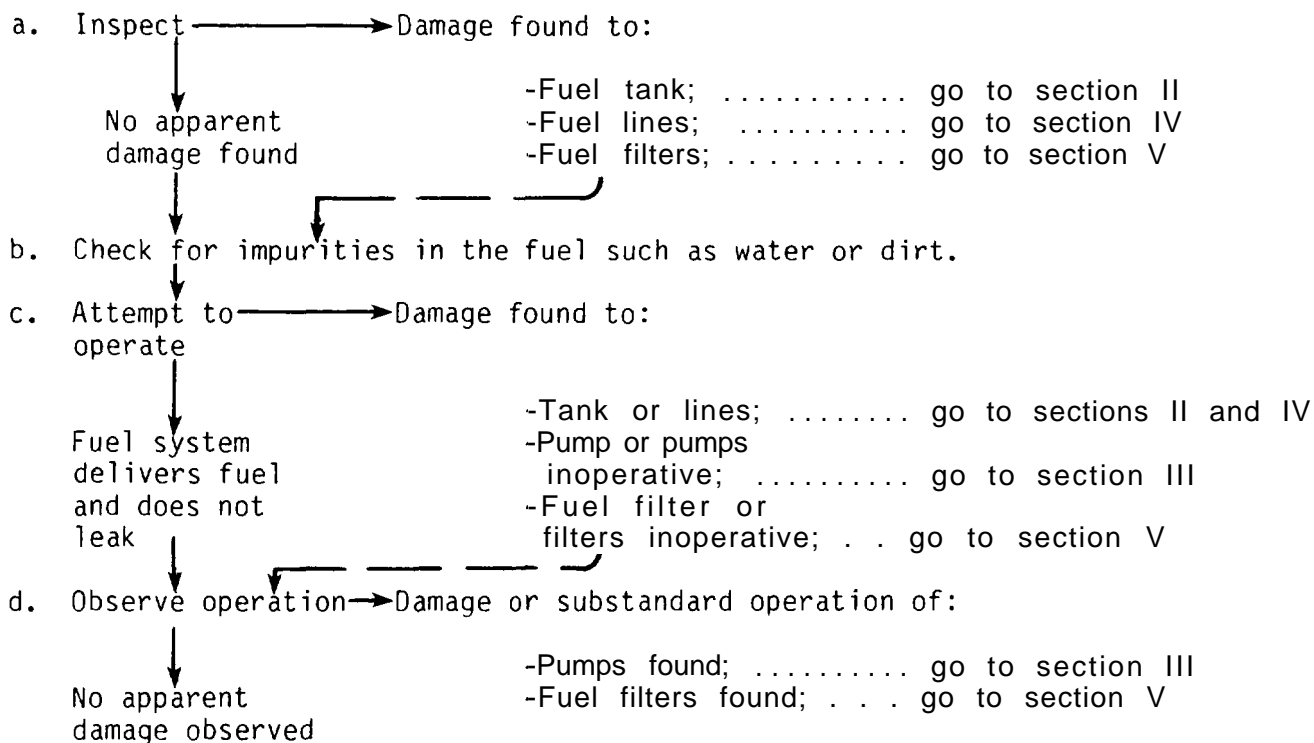 a. Inspect Damage found to:
-Fuel tank; ........... go to section II
No apparent -Fuel lines; ........... go to section IV
damage found -Fuel filters; .......... go to section V
b. Check for impurities in the fuel such as water or dirt.
c. Attempt to Damage found to:
operate
-Tank or lines; ........ go to sections II and IV
Fuel system -Pump or pumps
delivers fuel inoperative; .......... go to section III
and does not -Fuel filter or
leak filters inoperative; . . go to section V
d. Observe operation Damage or substandard operation of:
-Pumps found; .......... go to section III
No apparent -Fuel filters found; . . . go to section V
damage observed